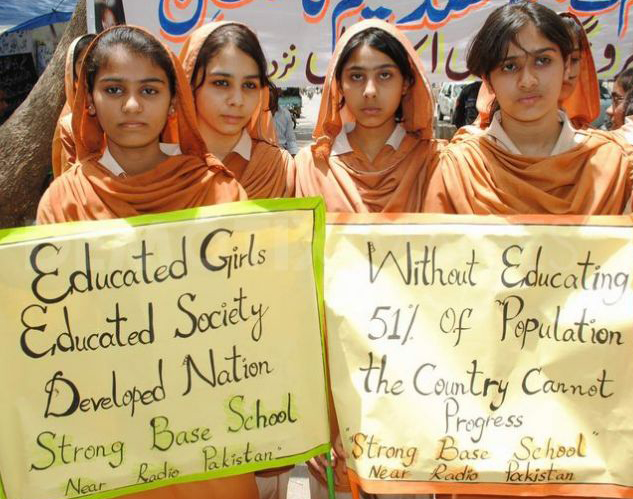 Educated Girls
Educated Society
Developed Nation
Strong Base School
Near Radio Pakistan
Without Educating
51% Of Population
the Country Cannot
Progress
"Strong Base School"
Near Radio Pakistan